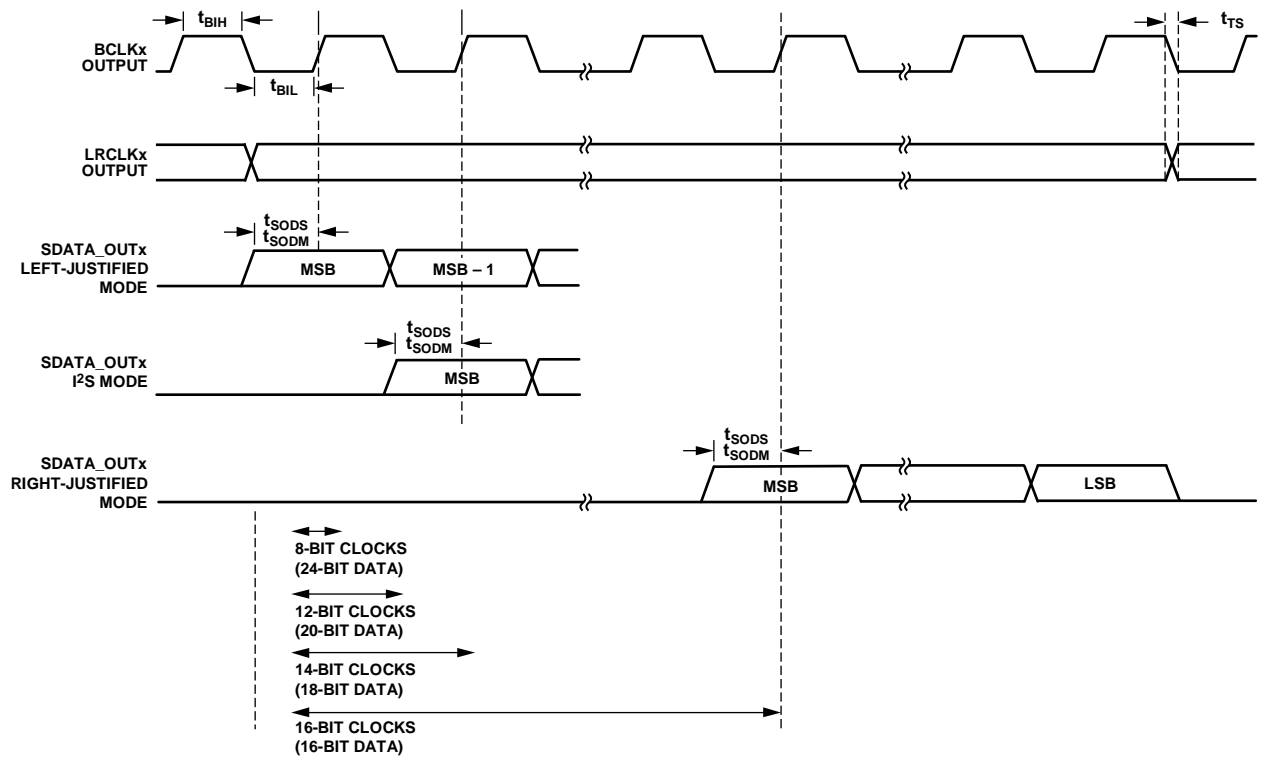 tBIH
tTS
BCLKx
OUTPUT
tBIL
LRCLKx
OUTPUT
tSODS
tSODM
SDATA_OUTx
LEFT-JUSTIFIED
MODE
MSB
MSB – 1
tSODS
tSODM
SDATA_OUTx
I2S MODE
MSB
tSODS
tSODM
SDATA_OUTx
RIGHT-JUSTIFIED
MODE
MSB
LSB
8-BIT CLOCKS
(24-BIT DATA)
12-BIT CLOCKS
(20-BIT DATA)
14-BIT CLOCKS
(18-BIT DATA)
16-BIT CLOCKS
(16-BIT DATA)